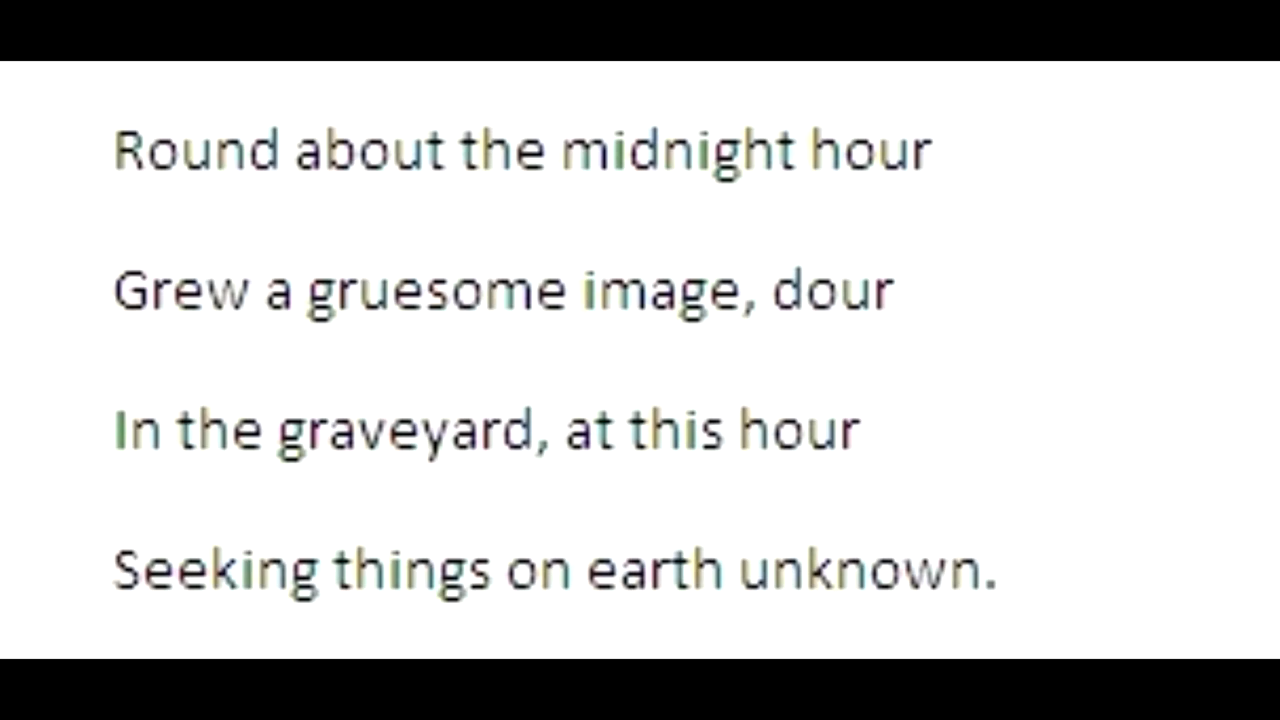 Round about the midnight hour
Grew a gruesome image, dour
In the graveyard, at this hour
Seeking things on earth unknown.